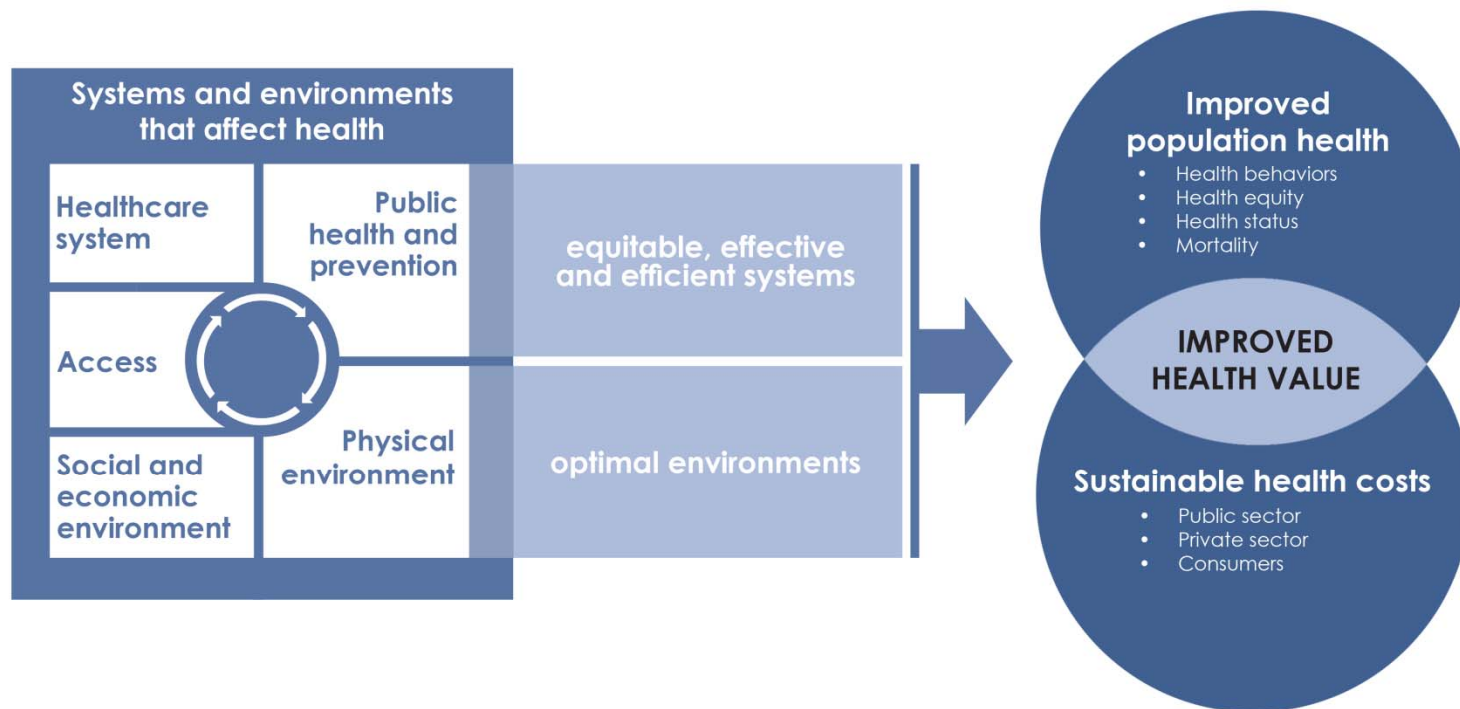 Systems and environments
that affect health
Healthcare
system
Public
health and
prevention
Access
Social and
economic
environment
Physical
environment
equitable, effective
and efficient systems
optimal environments
Improved
population health
• Health behaviors
• Health equity
• Health status
• Mortality
IMPROVED
HEALTH VALUE
Sustainable health costs
• Public sector
• Private sector
• Consumers